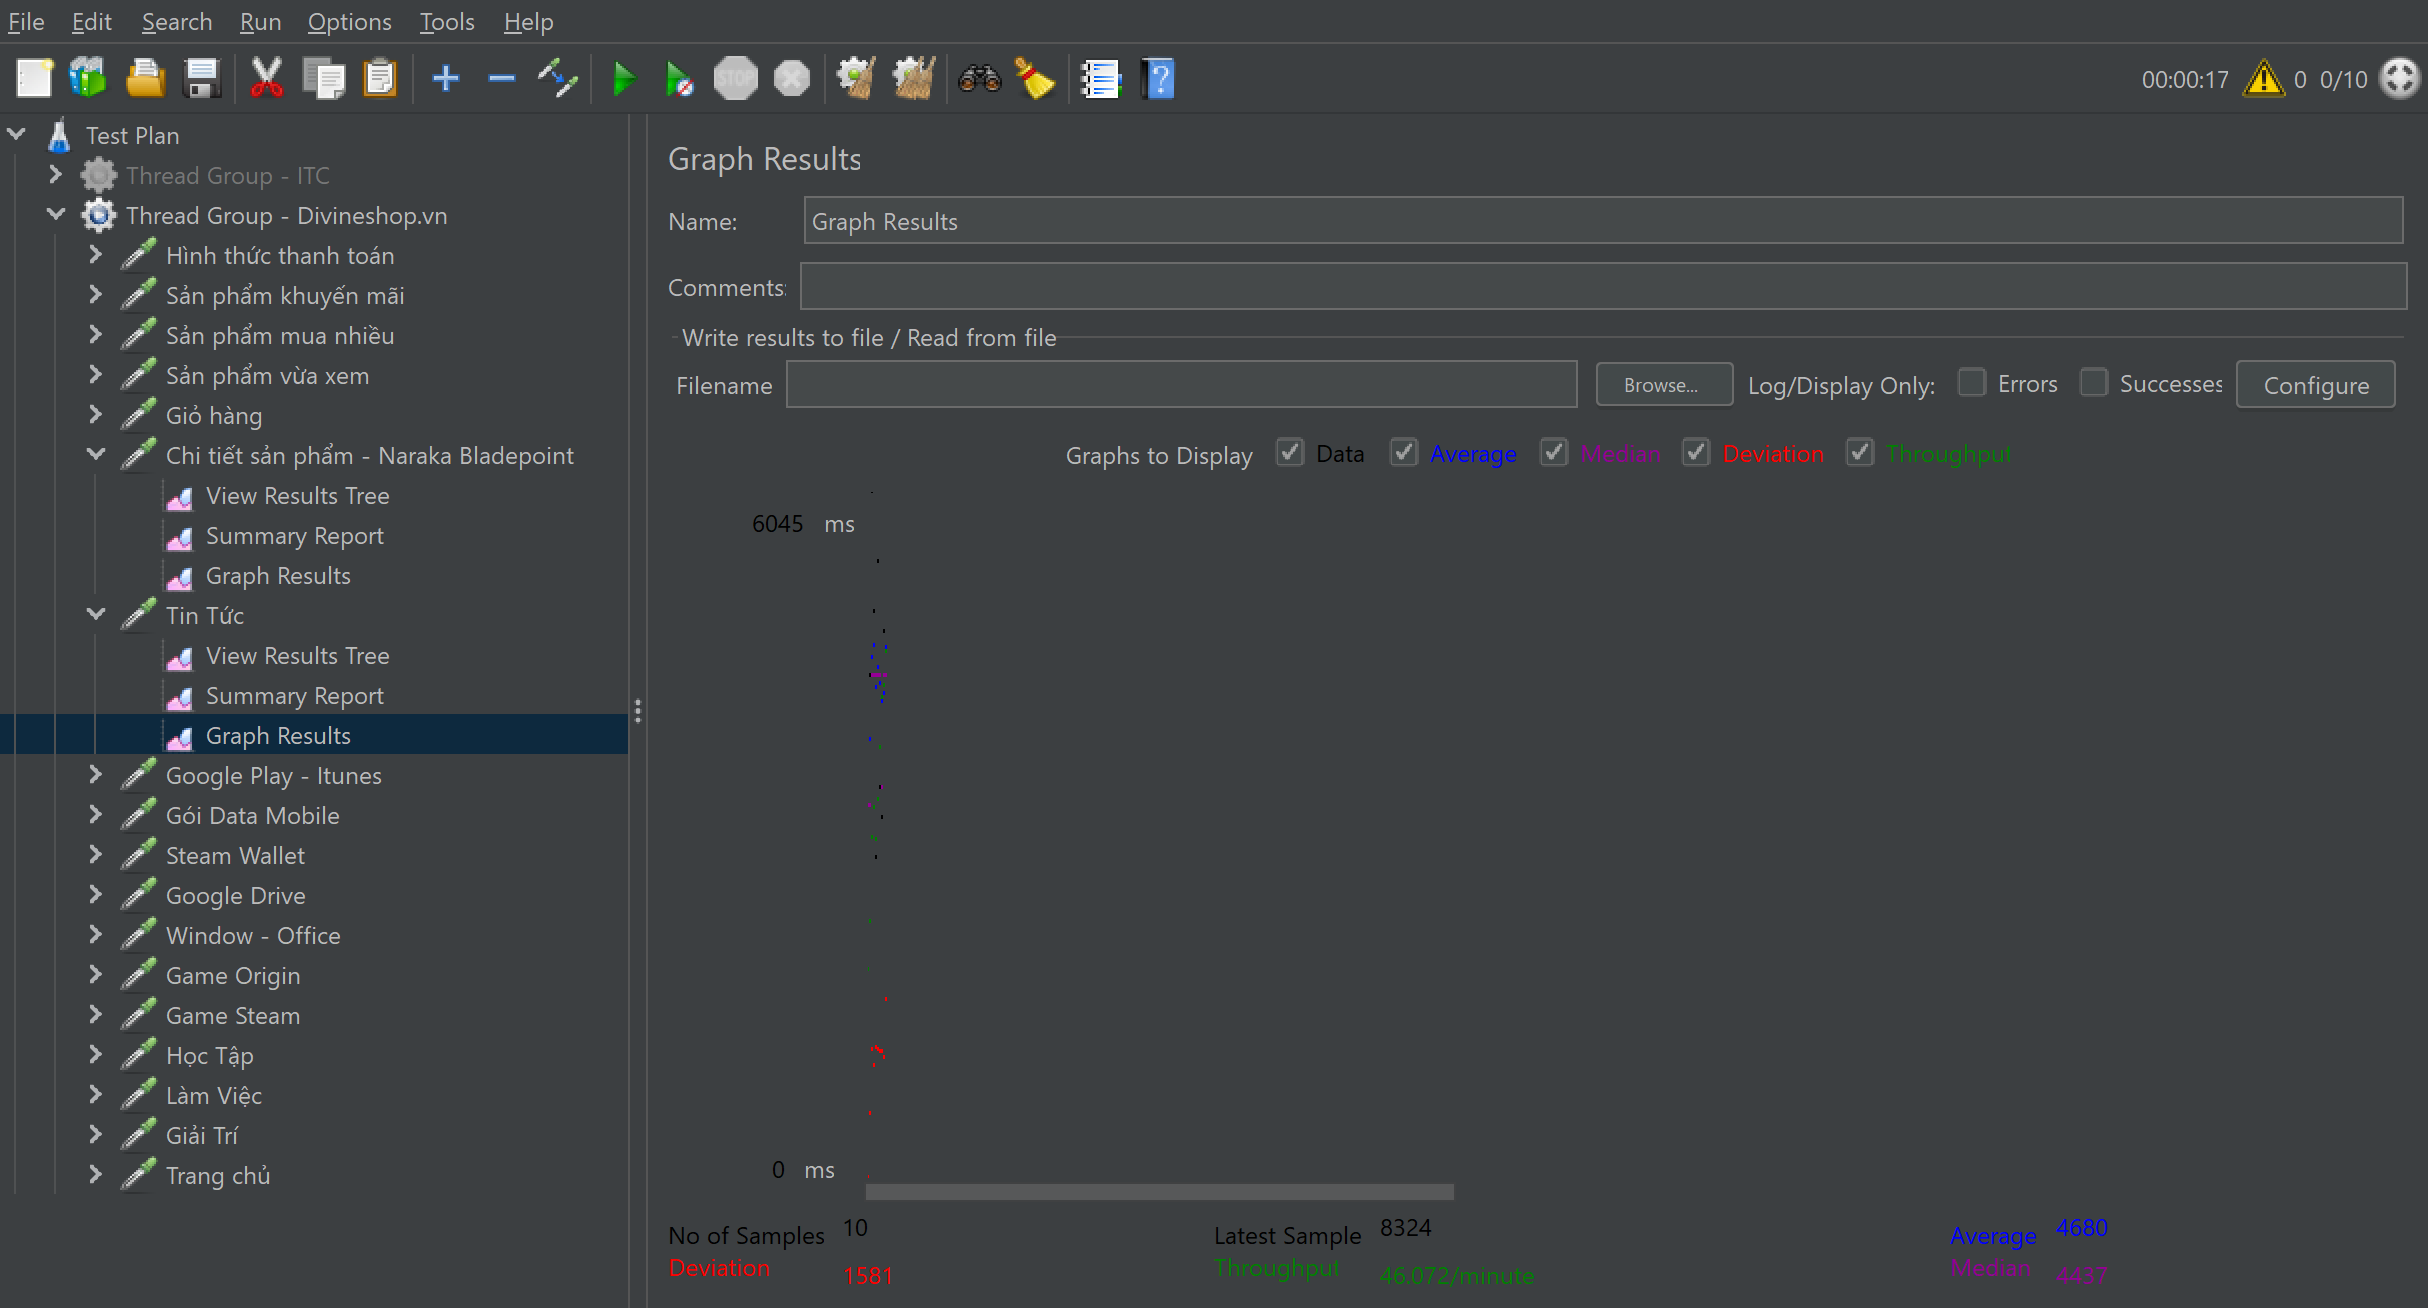 File Edit Search Run Options Tools Help
STOP
00:00:17 0 0/10
Test Plan
Thread Group - ITC
Thread Group - Divineshop.vn
Hình thức thanh toán
Sản phẩm khuyến mãi
Sản phẩm mua nhiều
Sản phẩm vừa xem
Giỏ hàng
Chi tiết sản phẩm - Naraka Bladepoint
View Results Tree
Summary Report
Graph Results
Tin Tức
View Results Tree
Summary Report
Graph Results
Google Play - Itunes
Gói Data Mobile
Steam Wallet
Google Drive
Window - Office
Game Origin
Game Steam
Học Tập
Làm Việc
Giải Trí
Trang chủ
Graph Results
Name: Graph Results
Comments:
Write results to file / Read from file
Filename Browse... Log/Display Only: Errors Successes Configure
Graphs to Display Data Average Median Deviation Throughput
6045 ms
0 ms
No of Samples 10 Latest Sample 8324 Average 4680
Deviation 1581 Throughput 46.072/minute Median 4437